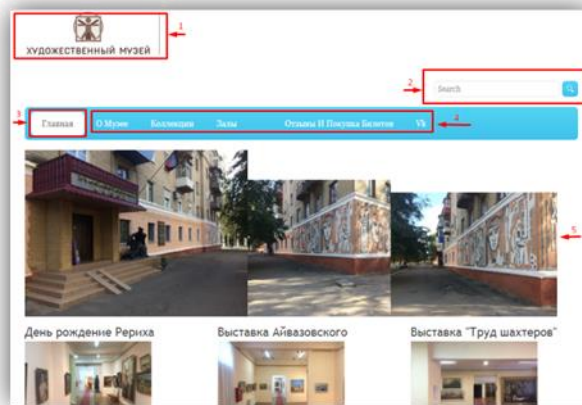 1
ХУДОЖЕСТВЕННЫЙ МУЗЕЙ
2
Search
3
Главная О Музее Коллекции Залы Отзывы И Покупка Билетов Vk
4
5
День рождение Рериха Выставка Айвазовского Выставка "Труд шахтеров"